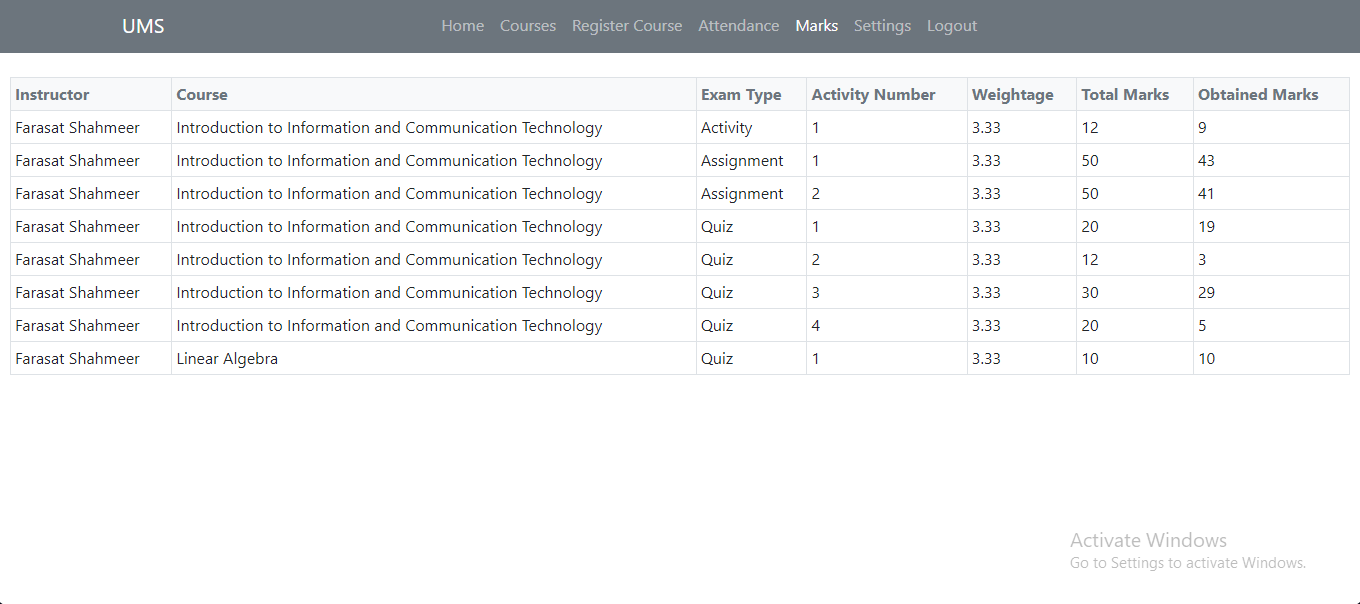 UMS Home Courses Register Course Attendance Marks Settings Logout
Instructor Course Exam Type Activity Number Weightage Total Marks Obtained Marks
Farasat Shahmeer Introduction to Information and Communication Technology Activity 1 3.33 12 9
Farasat Shahmeer Introduction to Information and Communication Technology Assignment 1 3.33 50 43
Farasat Shahmeer Introduction to Information and Communication Technology Assignment 2 3.33 50 41
Farasat Shahmeer Introduction to Information and Communication Technology Quiz 1 3.33 20 19
Farasat Shahmeer Introduction to Information and Communication Technology Quiz 2 3.33 12 3
Farasat Shahmeer Introduction to Information and Communication Technology Quiz 3 3.33 30 29
Farasat Shahmeer Introduction to Information and Communication Technology Quiz 4 3.33 20 5
Farasat Shahmeer Linear Algebra Quiz 1 3.33 10 10
Activate Windows
Go to Settings to activate Windows.